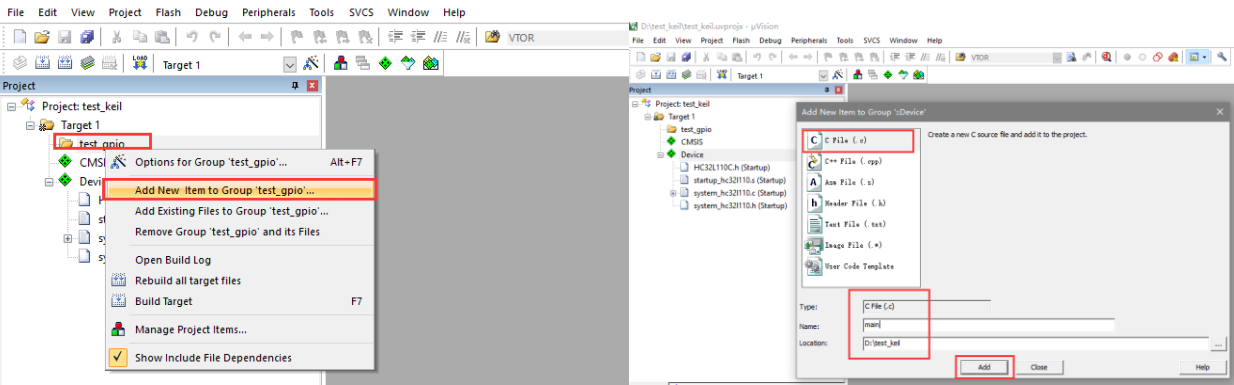 File Edit View Project Flash Debug Peripherals Tools SVCS Window Help
VTOR
LOAD
Target 1
Project
Project: test_keil
Target 1
test_gpio
CMSI
Options for Group 'test_gpio'... Alt+F7
Devi
Add New Item to Group 'test_gpio'...
Add Existing Files to Group 'test_gpio'...
Remove Group 'test_gpio' and its Files
Open Build Log
Rebuild all target files
Build Target F7
Manage Project Items...
Show Include File Dependencies
D:\test_keil\test_keil.uvprojx - µVision
File Edit View Project Flash Debug Peripherals Tools SVCS Window Help
VTOR
LOAD
Target 1
Project
Project: test_keil
Target 1
test_gpio
CMSIS
Device
HC32L110C.h (Startup)
startup_hc32l110.s (Startup)
system_hc32l110.c (Startup)
system_hc32l110.h (Startup)
Add New Item to Group '::Device'
C File (.c)
C++ File (.cpp)
Asm File (.s)
Header File (.h)
Text File (.txt)
Image File (.*)
User Code Template
Create a new C source file and add it to the project.
Type: C File (.c)
Name: main
Location: D:\test_keil ...
Add Close Help